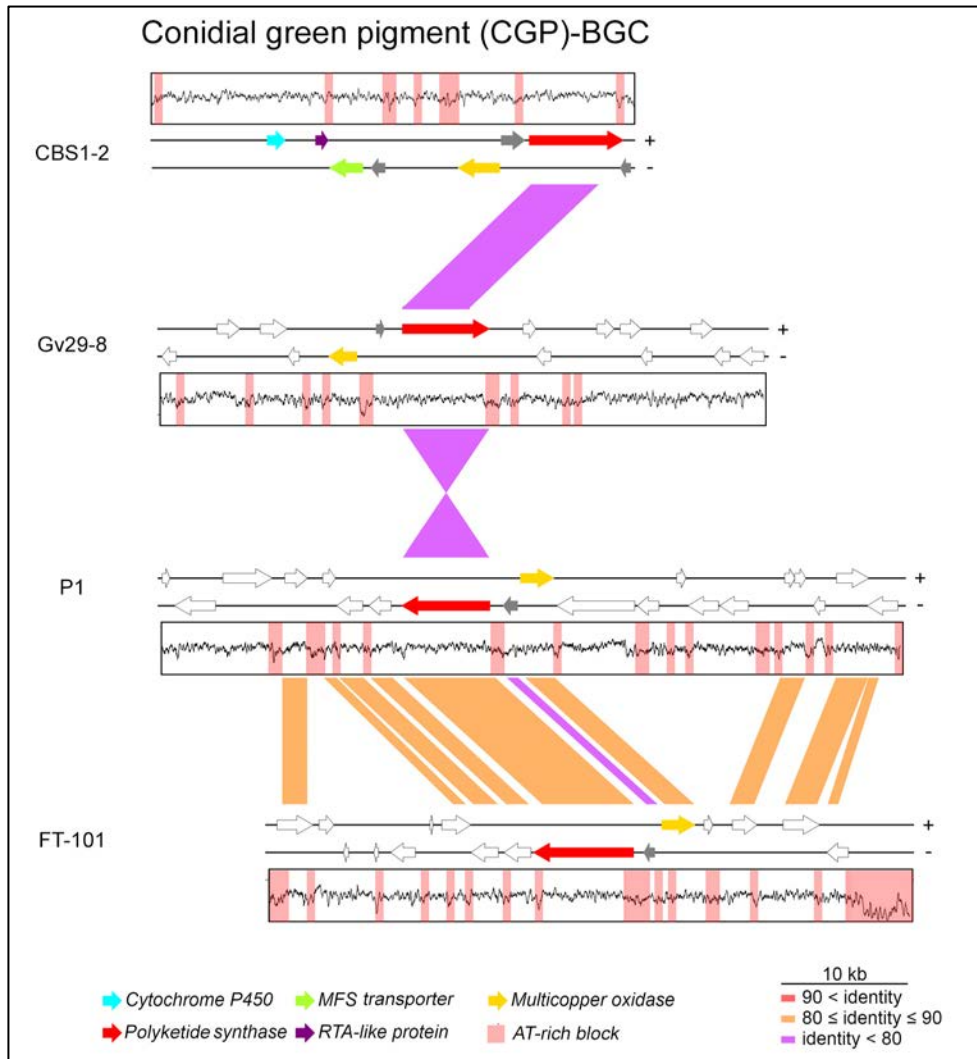 Conidial green pigment (CGP)-BGC
CBS1-2
+
-
Gv29-8
+
-
P1
+
-
FT-101
+
-
Cytochrome P450
MFS transporter
Multicopper oxidase
Polyketide synthase
RTA-like protein
AT-rich block
10 kb
90 < identity
80 ≤ identity ≤ 90
identity < 80